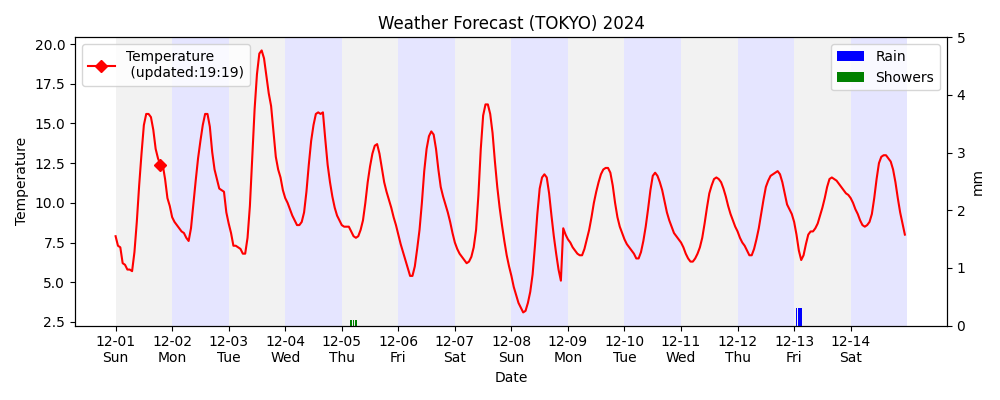 Weather Forecast (TOKYO) 2024
Temperature
(updated:19:19)
Rain
Showers
20.0
17.5
15.0
12.5
10.0
7.5
5.0
2.5
Temperature
5
4
3
2
1
0
mm
12-01 12-02 12-03 12-04 12-05 12-06 12-07 12-08 12-09 12-10 12-11 12-12 12-13 12-14
Sun Mon Tue Wed Thu Fri Sat Sun Mon Tue Wed Thu Fri Sat
Date